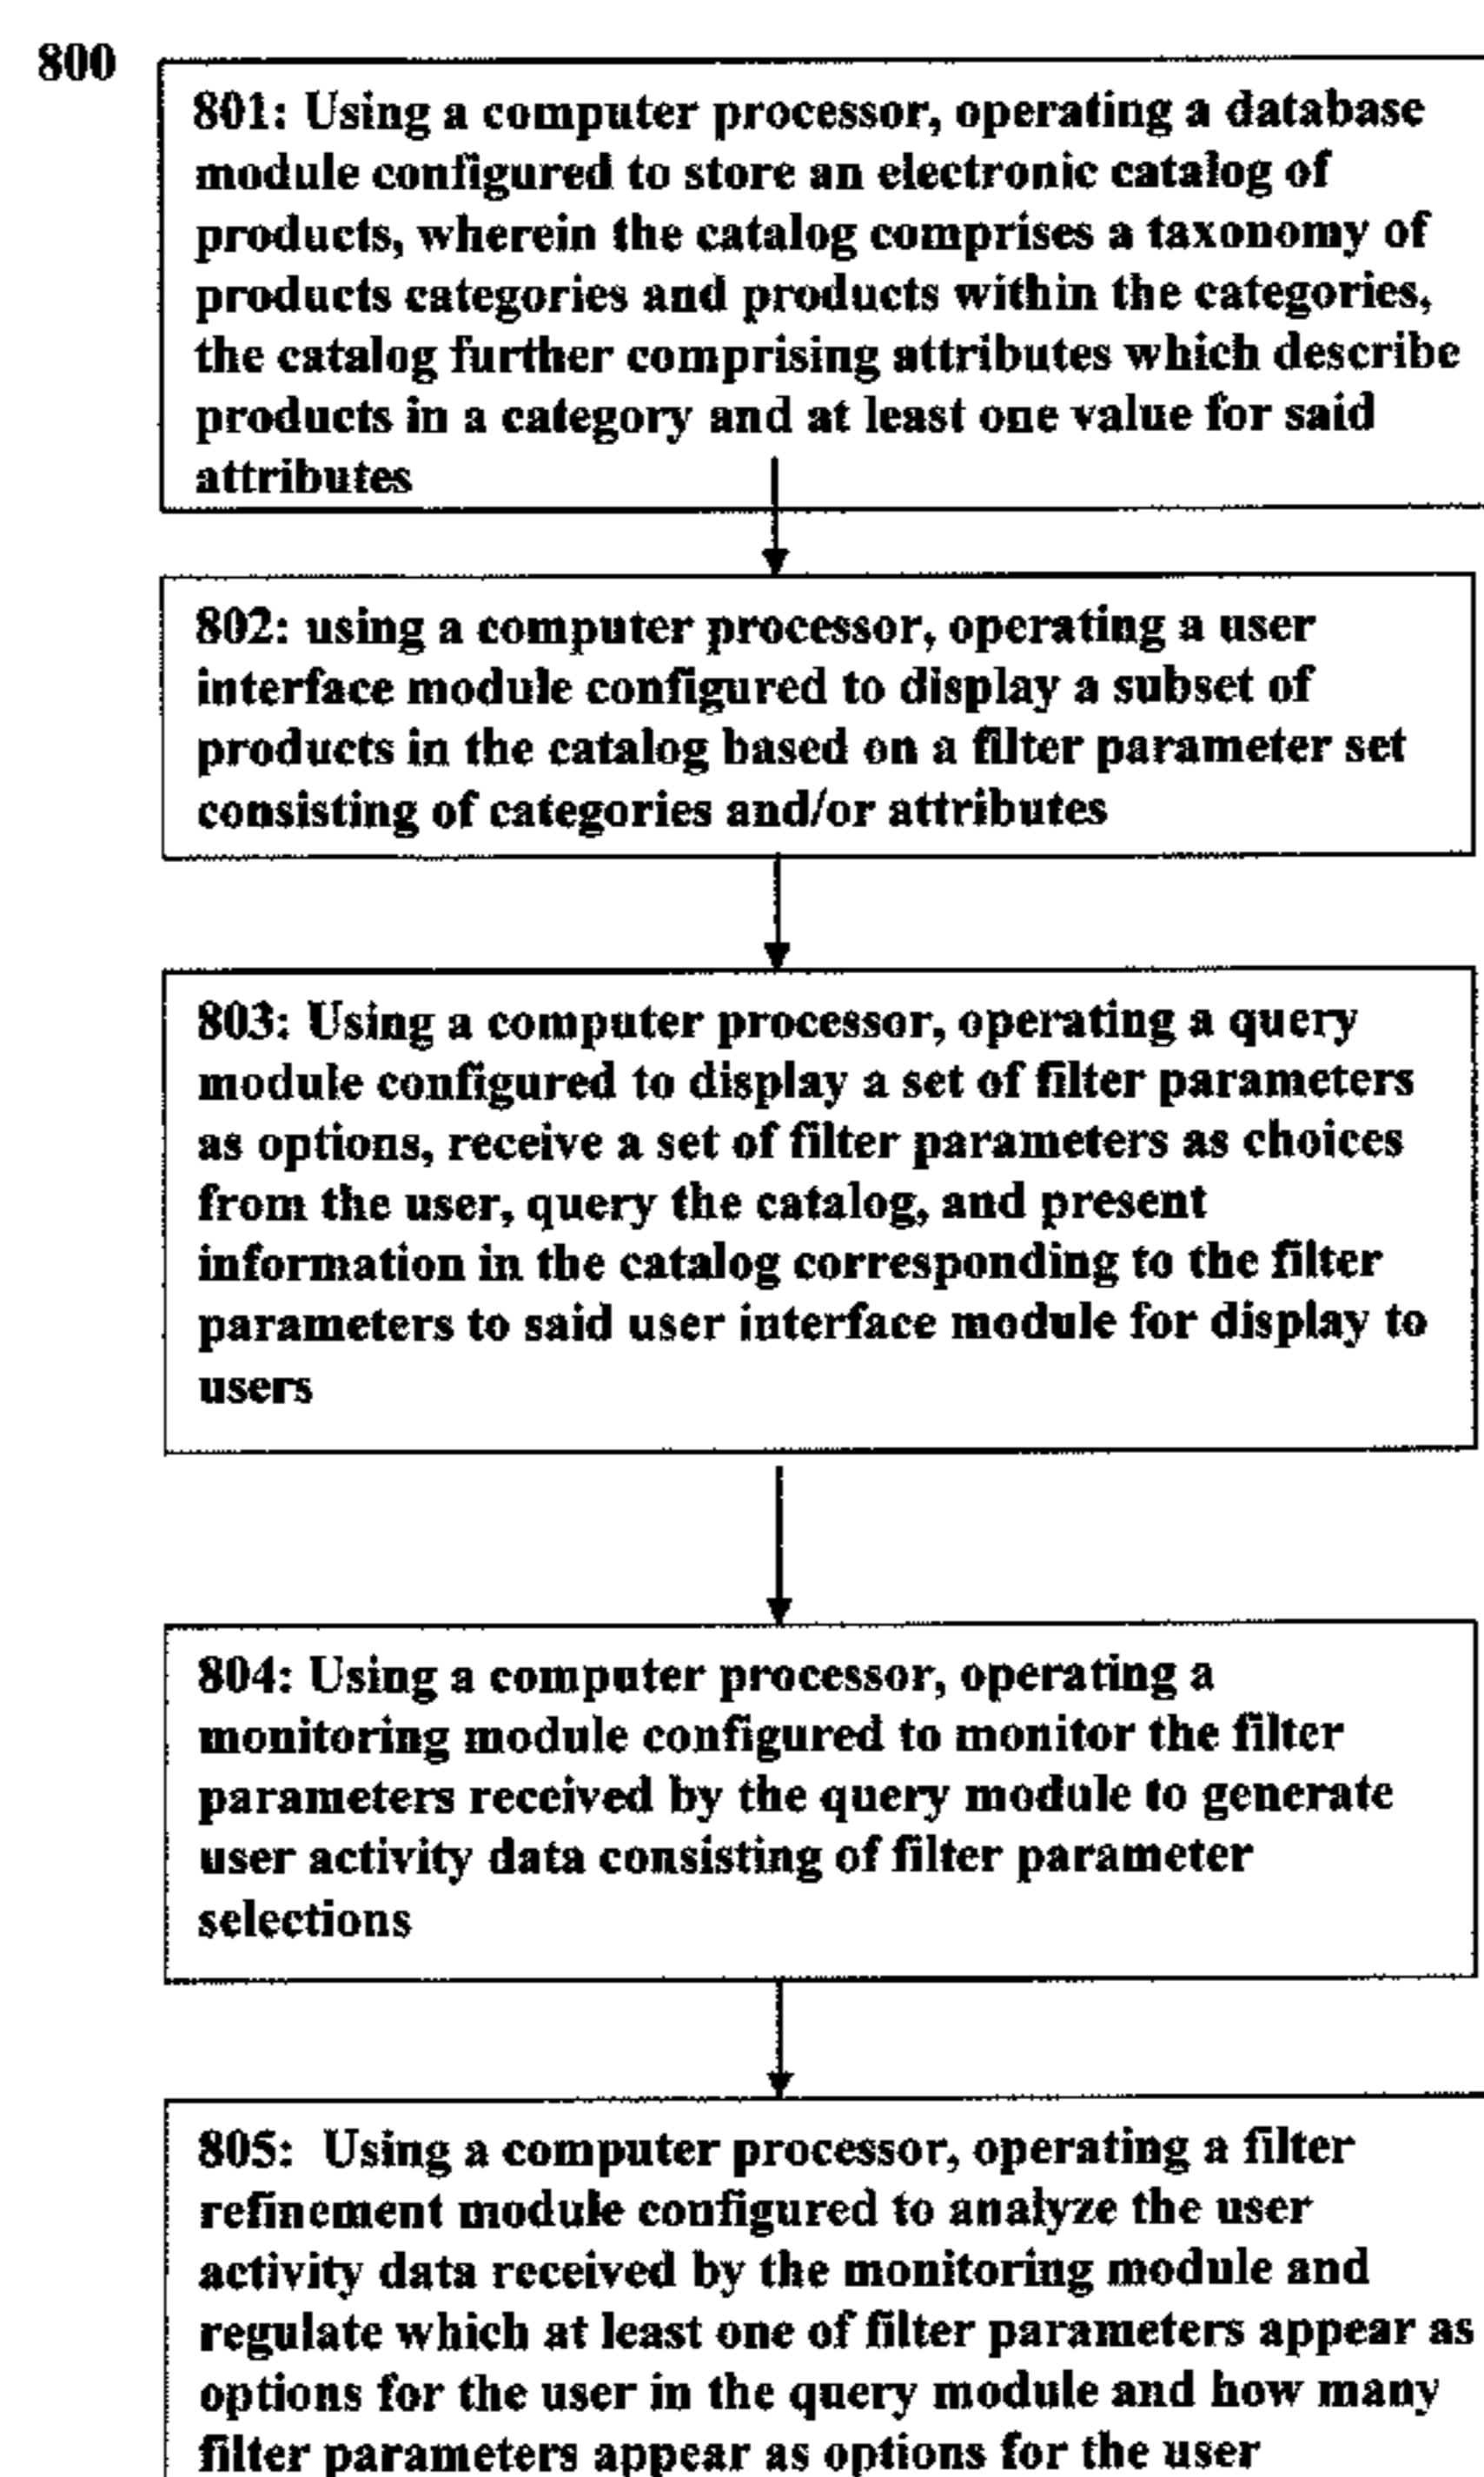 800
801: Using a computer processor, operating a database
module configured to store an electronic catalog of
products, wherein the catalog comprises a taxonomy of
products categories and products within the categories,
the catalog further comprising attributes which describe
products in a category and at least one value for said
attributes
802: using a computer processor, operating a user
interface module configured to display a subset of
products in the catalog based on a filter parameter set
consisting of categories and/or attributes
803: Using a computer processor, operating a query
module configured to display a set of filter parameters
as options, receive a set of filter parameters as choices
from the user, query the catalog, and present
information in the catalog corresponding to the filter
parameters to said user interface module for display to
users
804: Using a computer processor, operating a
monitoring module configured to monitor the filter
parameters received by the query module to generate
user activity data consisting of filter parameter
selections
805: Using a computer processor, operating a filter
refinement module configured to analyze the user
activity data received by the monitoring module and
regulate which at least one of filter parameters appear as
options for the user in the query module and how many
filter parameters appear as options for the user